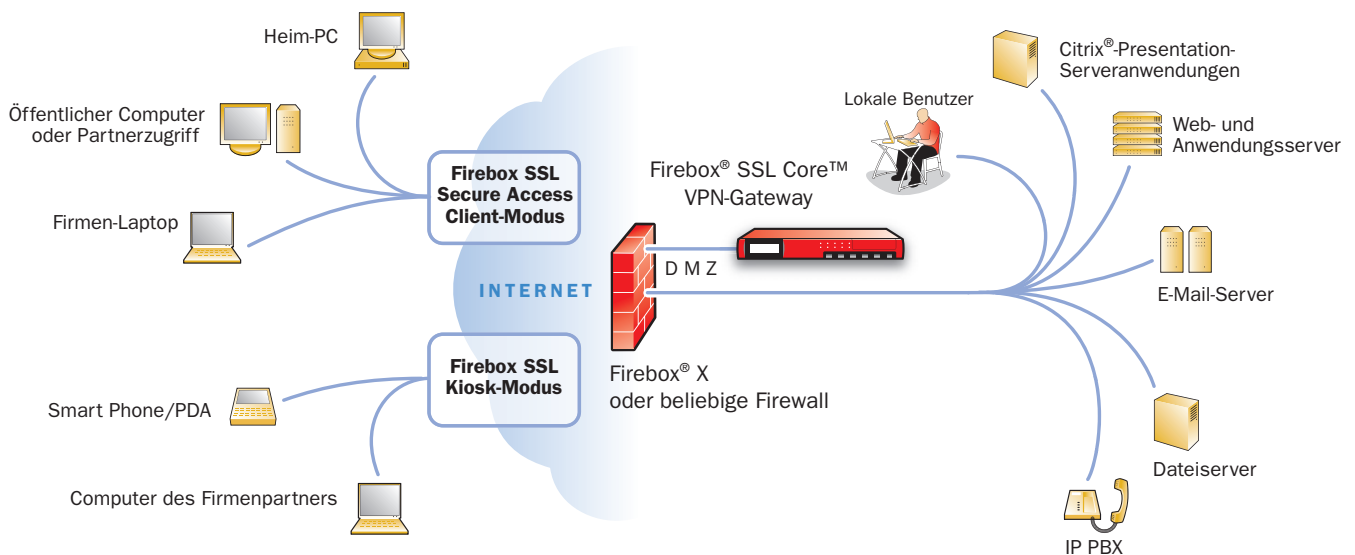 Heim-PC
Öffentlicher Computer
oder Partnerzugriff
Firmen-Laptop
Firebox SSL
Secure Access
Client-Modus
INTERNET
Firebox SSL
Kiosk-Modus
Smart Phone/PDA
Computer des Firmenpartners
Firebox® SSL Core™
VPN-Gateway
D M Z
Firebox® X
oder beliebige Firewall
Lokale Benutzer
Citrix®-Presentation-
Serveranwendungen
Web- und
Anwendungsserver
E-Mail-Server
Dateiserver
IP PBX